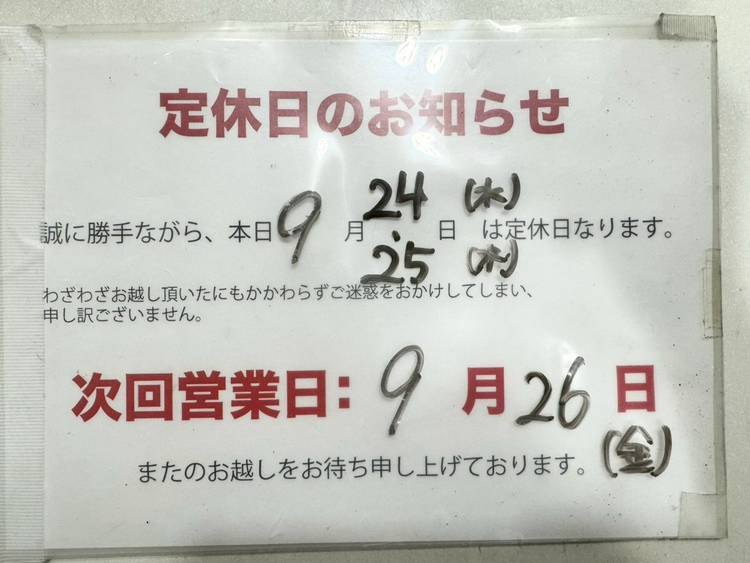 定休日のお知らせ
誠に勝手ながら、本日9月24(水)・25(木)日は定休日なります。
わざわざお越し頂いたにもかかわらずご迷惑をおかけしてしまい、
申し訳ございません。
次回営業日：9月26日(金)
またのお越しをお待ち申し上げております。